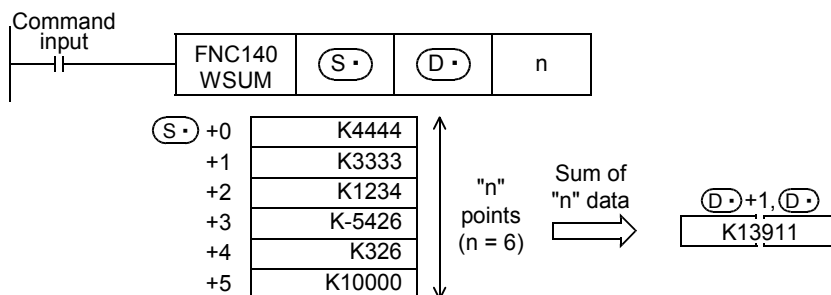 Command
input
FNC140
WSUM
S・
D・
n
S・ +0
K4444
+1
K3333
+2
K1234
+3
K-5426
+4
K326
+5
K10000
"n"
points
(n = 6)
Sum of
"n" data
D・+1, D・
K13911